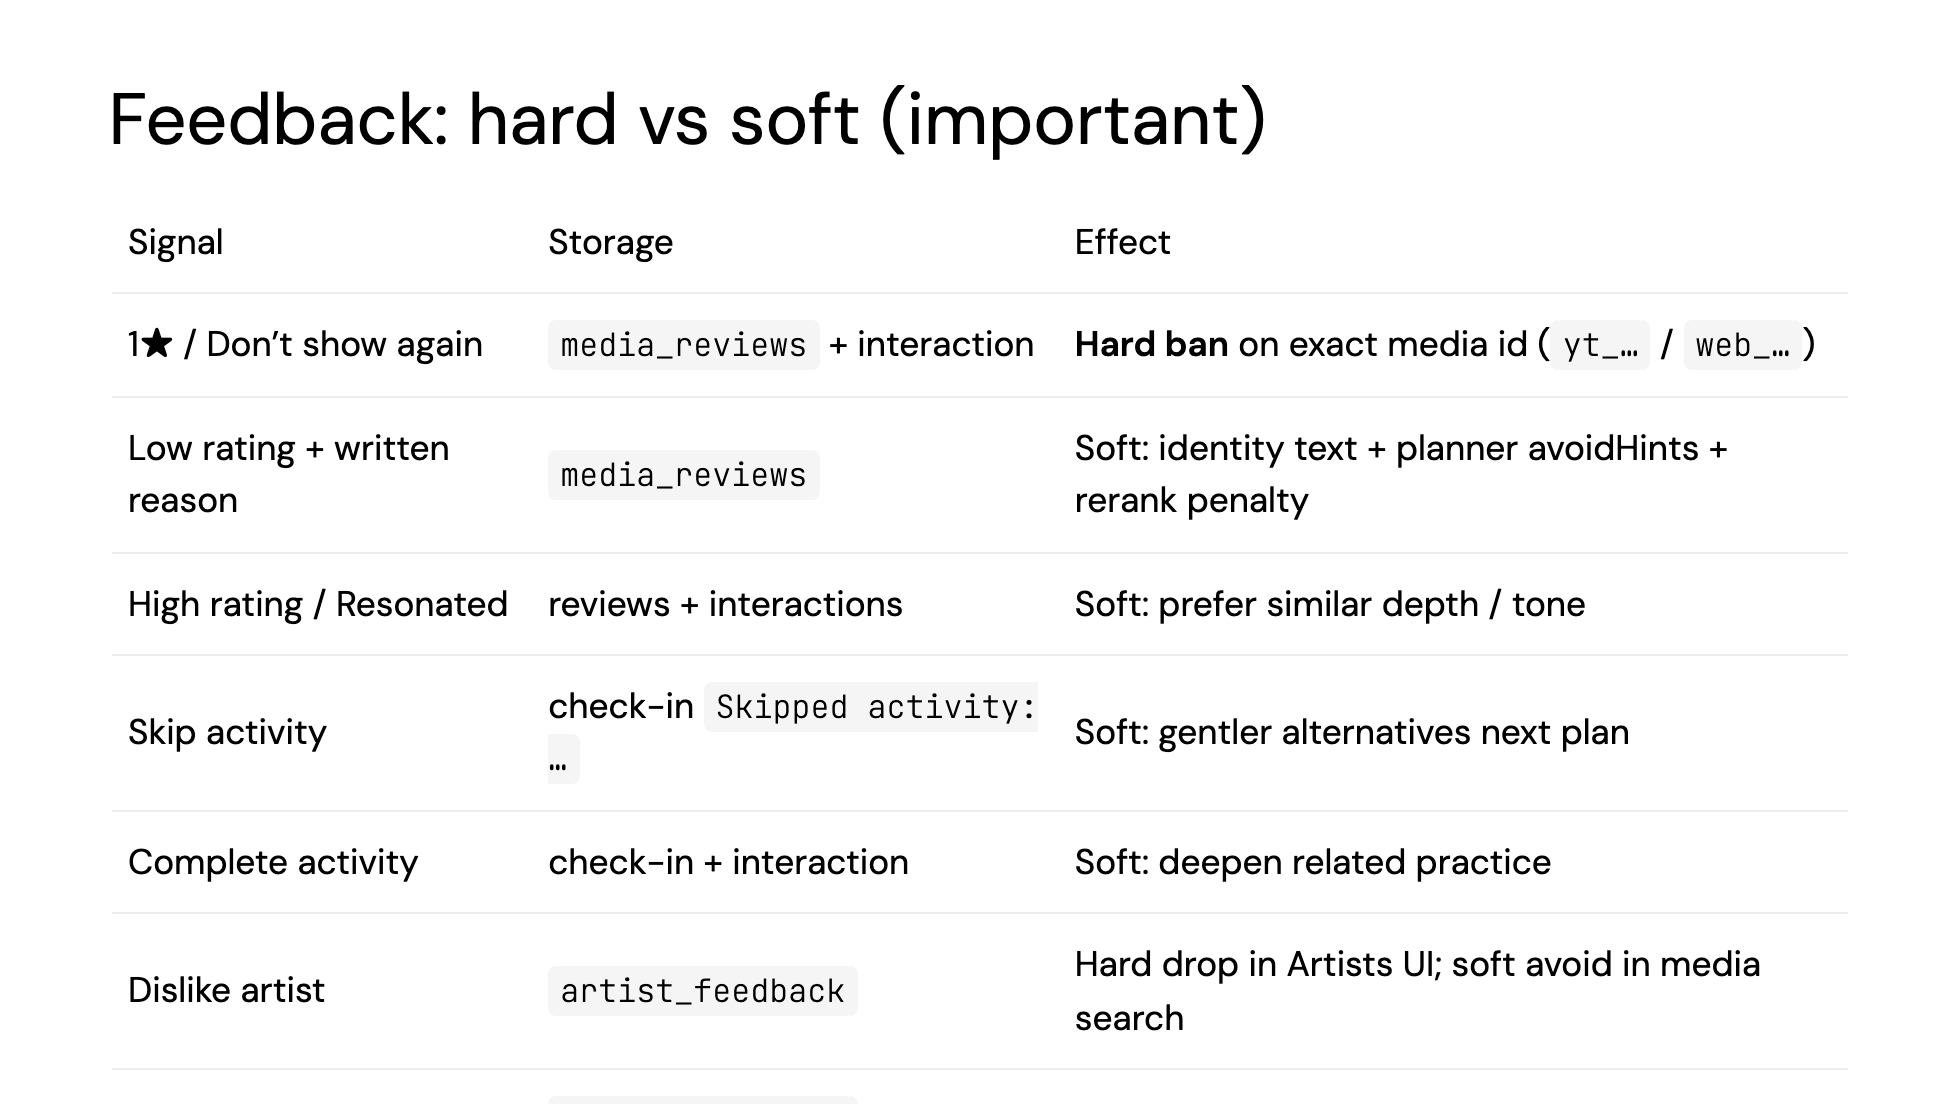 Feedback: hard vs soft (important)
Signal Storage Effect
1★ / Don’t show again media_reviews + interaction Hard ban on exact media id ( yt_… / web_… )
Low rating + written
reason
media_reviews
Soft: identity text + planner avoidHints +
rerank penalty
High rating / Resonated reviews + interactions Soft: prefer similar depth / tone
Skip activity
check-in Skipped activity:
…
Soft: gentler alternatives next plan
Complete activity check-in + interaction Soft: deepen related practice
Dislike artist
artist_feedback
Hard drop in Artists UI; soft avoid in media
search